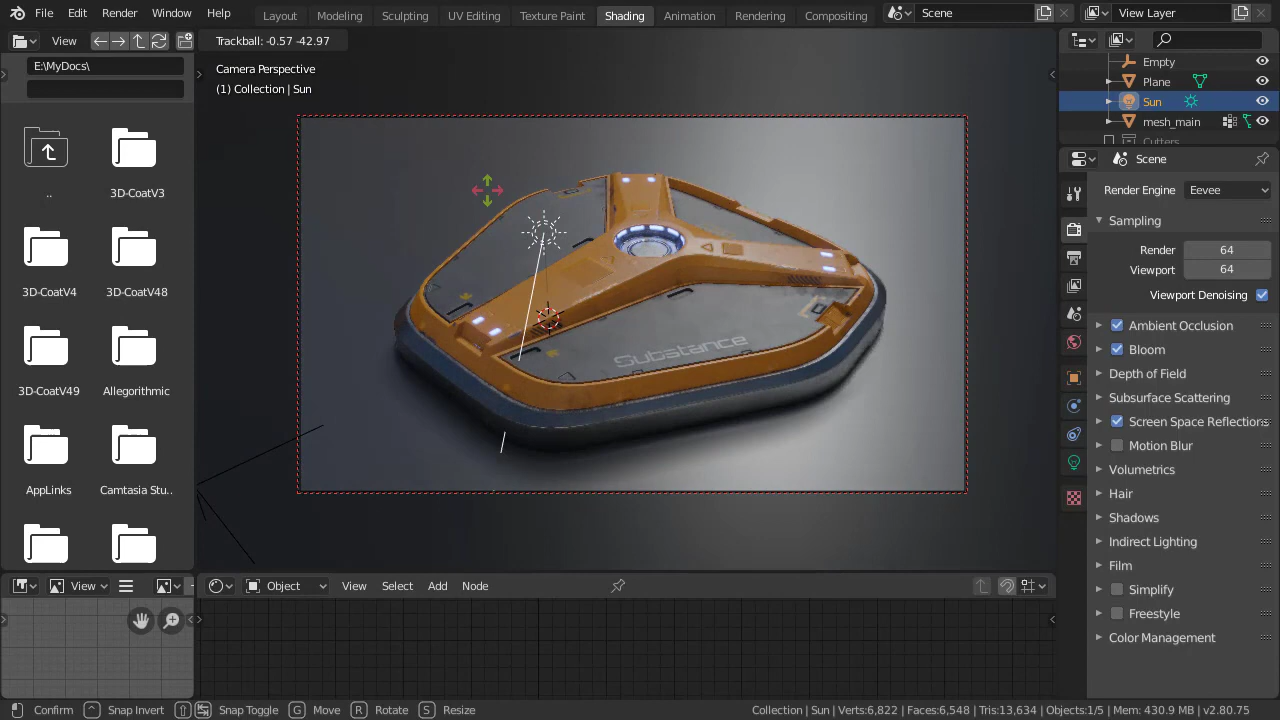 File Edit Render Window Help
Layout Modeling Sculpting UV Editing Texture Paint Shading Animation Rendering Compositing
Scene
View Layer
View
Trackball: -0.57 -42.97
E:\MyDocs\
Camera Perspective
(1) Collection | Sun
Empty
Plane
Sun
mesh_main
Cutters
Scene
Render Engine Eevee
Sampling
Render 64
Viewport 64
Viewport Denoising
Ambient Occlusion
Bloom
Depth of Field
Subsurface Scattering
Screen Space Reflections
Motion Blur
Volumetrics
Hair
Shadows
Indirect Lighting
Film
Simplify
Freestyle
Color Management
..
3D-CoatV3
3D-CoatV4
3D-CoatV48
3D-CoatV49
Allegorithmic
AppLinks
Camtasia Stu..
Substance
View
Object View Select Add Node
Confirm Snap Invert Snap Toggle G Move R Rotate S Resize
Collection | Sun | Verts:6,822 | Faces:6,548 | Tris:13,634 | Objects:1/5 | Mem: 430.9 MB | v2.80.75